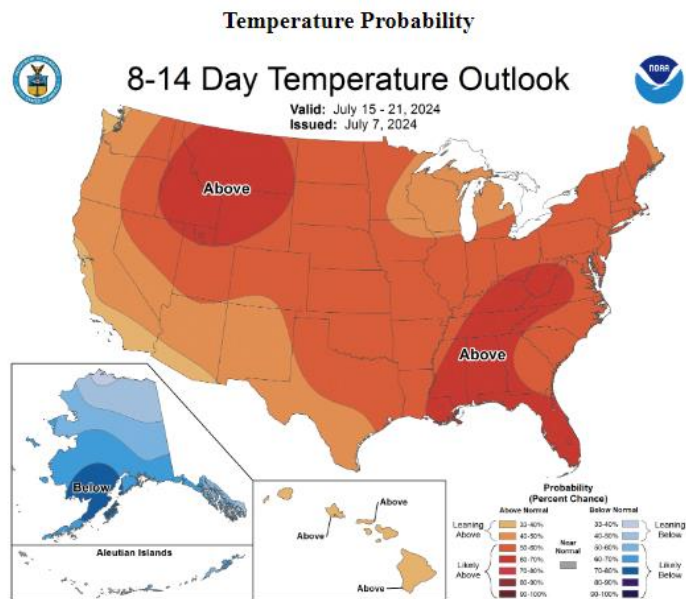 Temperature Probability
8-14 Day Temperature Outlook
NOAA
Valid: July 15 - 21, 2024
Issued: July 7, 2024
Above
Above
Below
Aleutian Islands
Above
Above
Above
Probability
(Percent Chance)
Above Normal
Below Normal
Leaning
Above
33-40%
40-50%
Likely
Above
50-60%
60-70%
70-80%
80-90%
90-100%
Near
Normal
33-40%
40-50%
Leaning
Below
50-60%
60-70%
70-80%
80-90%
90-100%
Likely
Below